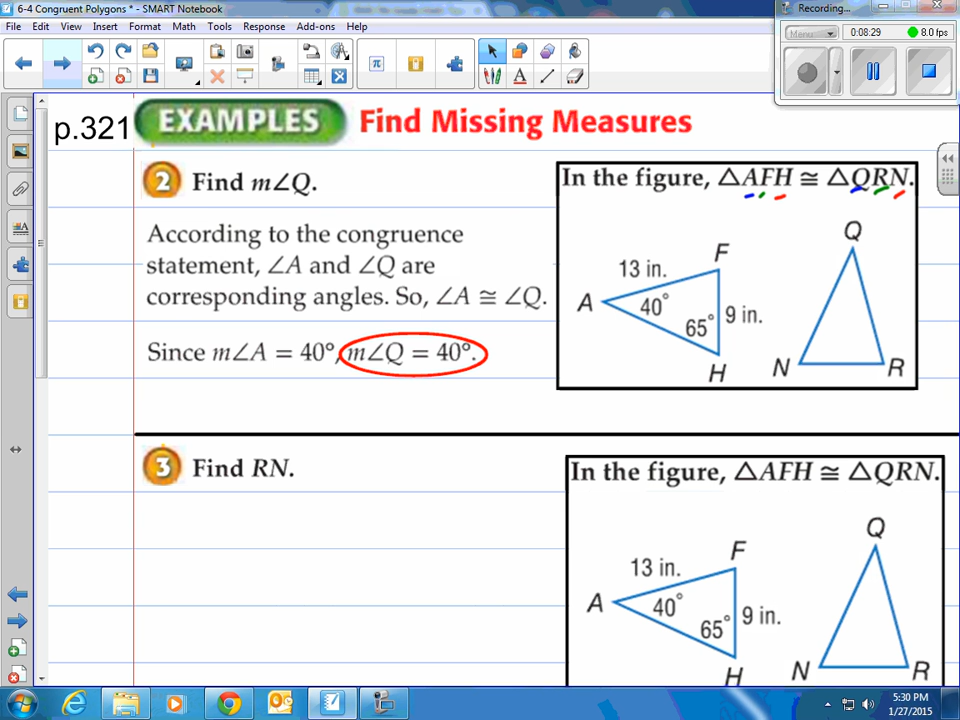 6-4 Congruent Polygons * - SMART Notebook
Recording...
File Edit View Insert Format Math Tools Response Add-ons Help
Menu
0:08:29
8.0 fps
p.321
EXAMPLES
Find Missing Measures
2 Find m∠Q.
According to the congruence
statement, ∠A and ∠Q are
corresponding angles. So, ∠A ≅ ∠Q.
Since m∠A = 40°, m∠Q = 40°.
In the figure, △AFH ≅ △QRN.
Q
F
13 in.
A
40°
9 in.
65°
H
N
R
3 Find RN.
In the figure, △AFH ≅ △QRN.
Q
F
13 in.
A
40°
9 in.
65°
H
N
R
5:30 PM
1/27/2015